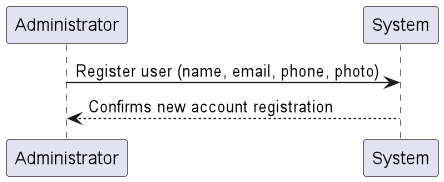 Administrator
System
Register user (name, email, phone, photo)
Confirms new account registration
Administrator
System